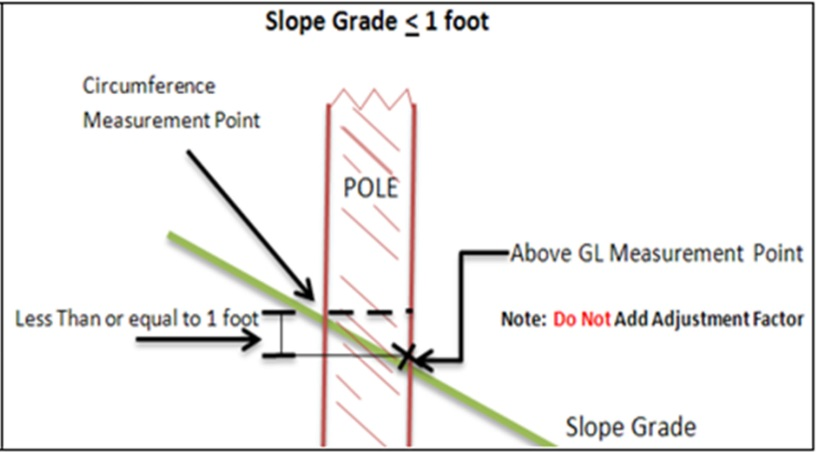 Slope Grade ≤ 1 foot
Circumference
Measurement Point
POLE
Above GL Measurement Point
Less Than or equal to 1 foot
Note: Do Not Add Adjustment Factor
Slope Grade